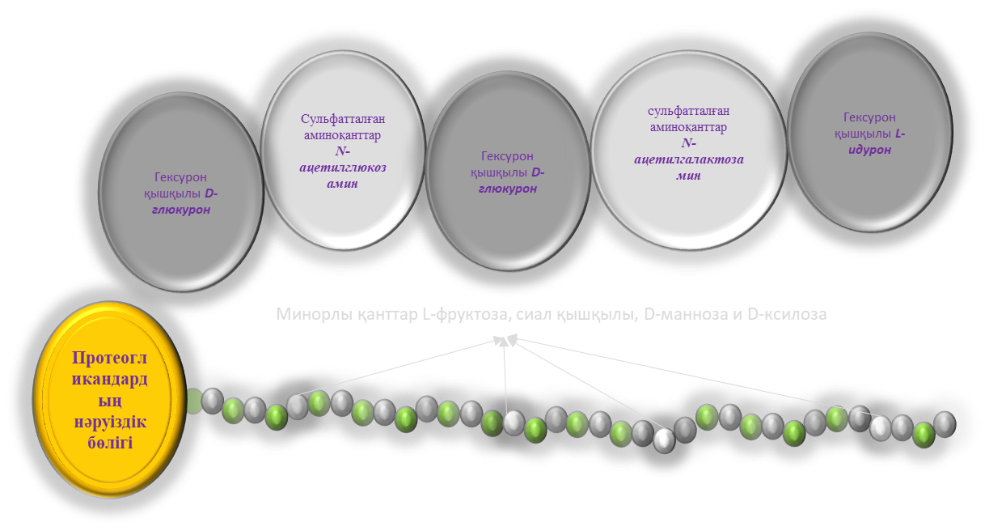 Гексурон
қышқылы D-
глюкурон
Сульфатталған
аминоқанттар
N-
ацетилглюкоз
амин
Гексурон
қышқылы D-
глюкурон
сульфатталған
аминоқанттар
N-
ацетилгалактоза
мин
Гексурон
қышқылы L-
идурон
Минорлы қанттар L-фруктоза, сиал қышқылы, D-манноза и D-ксилоза
Протеогл
икандард
ың
нәруіздік
бөлігі